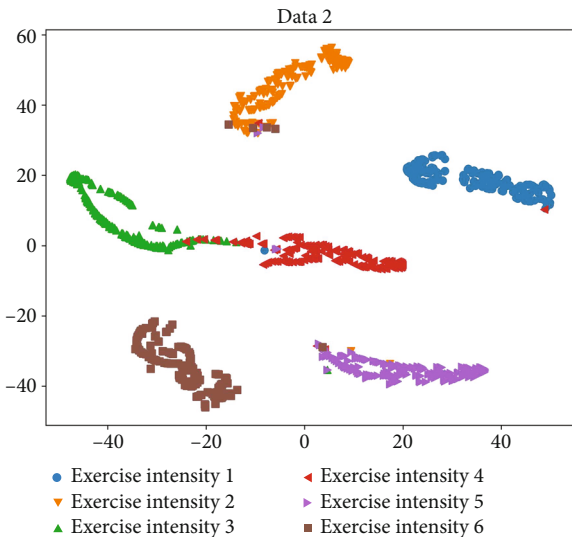 Data 2
60
40
20
0
−20
−40
−40 −20 0 20 40
Exercise intensity 1 Exercise intensity 4
Exercise intensity 2 Exercise intensity 5
Exercise intensity 3 Exercise intensity 6